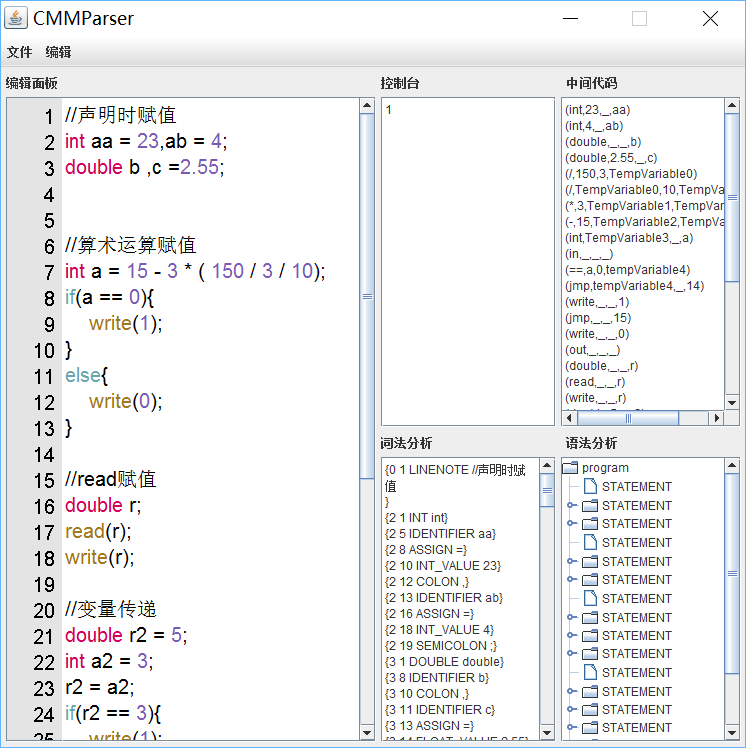 CMMParser
文件 编辑
编辑面板
1 //声明时赋值
2 int aa = 23,ab = 4;
3 double b ,c =2.55;
4
5
6 //算术运算赋值
7 int a = 15 - 3 * ( 150 / 3 / 10);
8 if(a == 0){
9 write(1);
10 }
11 else{
12 write(0);
13 }
14
15 //read赋值
16 double r;
17 read(r);
18 write(r);
19
20 //变量传递
21 double r2 = 5;
22 int a2 = 3;
23 r2 = a2;
24 if(r2 == 3){
25 write(1);
控制台
1
中间代码
(int,23,_,aa)
(int,4,_,ab)
(double,_,_,b)
(double,2.55,_,c)
(/,150,3,TempVariable0)
(/,TempVariable0,10,TempVa
(*,3,TempVariable1,TempVar
(-,15,TempVariable2,TempVa
(int,TempVariable3,_,a)
(in,_,_,_)
(==,a,0,tempVariable4)
(jmp,tempVariable4,_,14)
(write,_,_,1)
(jmp,_,_,15)
(write,_,_,0)
(out,_,_,_)
(double,_,_,r)
(read,_,_,r)
(write,_,_,r)
词法分析
{0 1 LINENOTE //声明时赋
值
}
{2 1 INT int}
{2 5 IDENTIFIER aa}
{2 8 ASSIGN =}
{2 10 INT_VALUE 23}
{2 12 COLON ,}
{2 13 IDENTIFIER ab}
{2 16 ASSIGN =}
{2 18 INT_VALUE 4}
{2 19 SEMICOLON ;}
{3 1 DOUBLE double}
{3 8 IDENTIFIER b}
{3 10 COLON ,}
{3 11 IDENTIFIER c}
{3 13 ASSIGN =}
{3 14 FLOAT_VALUE 2.55}
语法分析
program
STATEMENT
STATEMENT
STATEMENT
STATEMENT
STATEMENT
STATEMENT
STATEMENT
STATEMENT
STATEMENT
STATEMENT
STATEMENT
STATEMENT
STATEMENT
STATEMENT